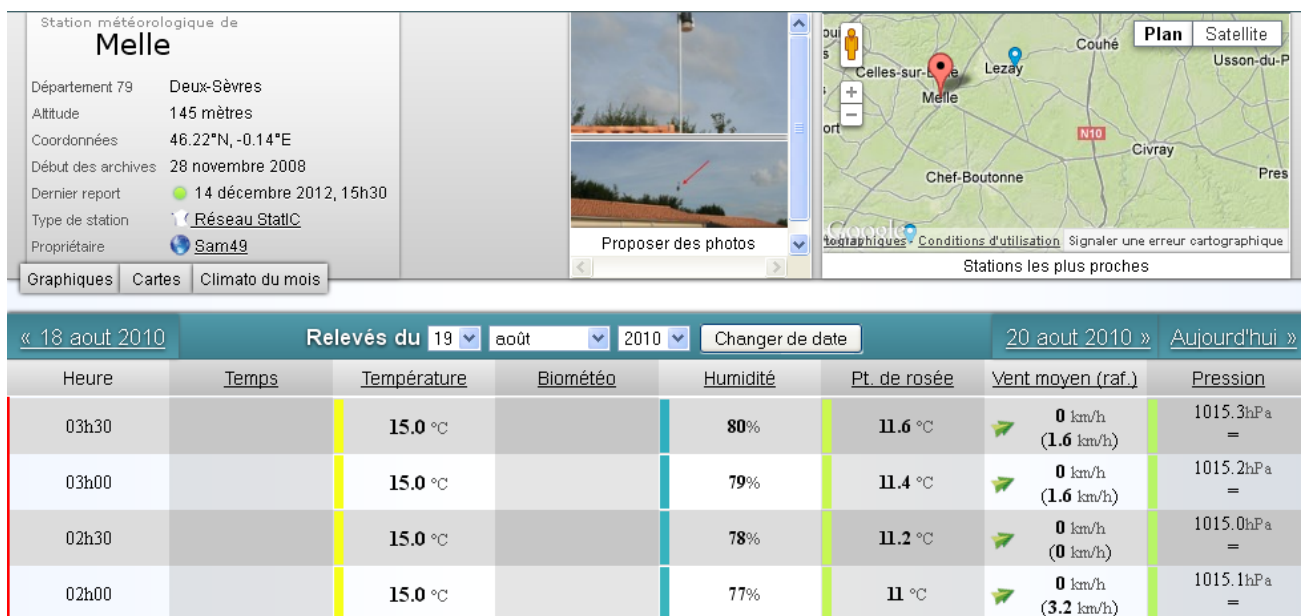 Station météorologique de
Melle
Département 79 Deux-Sèvres
Altitude 145 mètres
Coordonnées 46.22°N, -0.14°E
Début des archives 28 novembre 2008
Dernier report 14 décembre 2012, 15h30
Type de station Réseau StatIC
Propriétaire Sam49
Graphiques Cartes Climato du mois
Proposer des photos
Plan Satellite
Couhé
Usson-du-P
Lezay
Celles-sur-
Melle
N10
Civray
Chef-Boutonne
Pres
Google
Conditions d'utilisation Signaler une erreur cartographique
Stations les plus proches
« 18 aout 2010 Relevés du 19 août 2010 Changer de date 20 aout 2010 » Aujourd'hui »
Heure Temps Température Biométéo Humidité Pt. de rosée Vent moyen (raf.) Pression
03h30 15.0 °C 80% 11.6 °C 0 km/h (1.6 km/h) 1015.3hPa =
03h00 15.0 °C 79% 11.4 °C 0 km/h (1.6 km/h) 1015.2hPa =
02h30 15.0 °C 78% 11.2 °C 0 km/h (0 km/h) 1015.0hPa =
02h00 15.0 °C 77% 11 °C 0 km/h (3.2 km/h) 1015.1hPa =